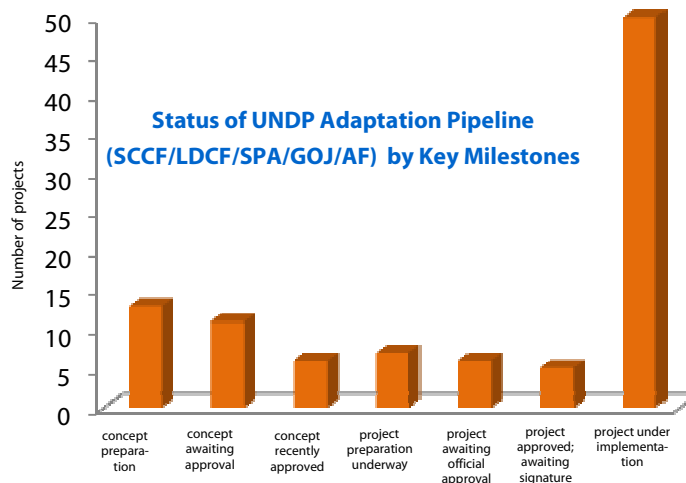 50
45
40
35
30
25
20
15
10
5
0
Number of projects
Status of UNDP Adaptation Pipeline
(SCCF/LDCF/SPA/GOJ/AF) by Key Milestones
concept
prepara-
tion
concept
awaiting
approval
concept
recently
approved
project
preparation
underway
project
awaiting
official
approval
project
approved;
awaiting
signature
project under
implementa-
tion